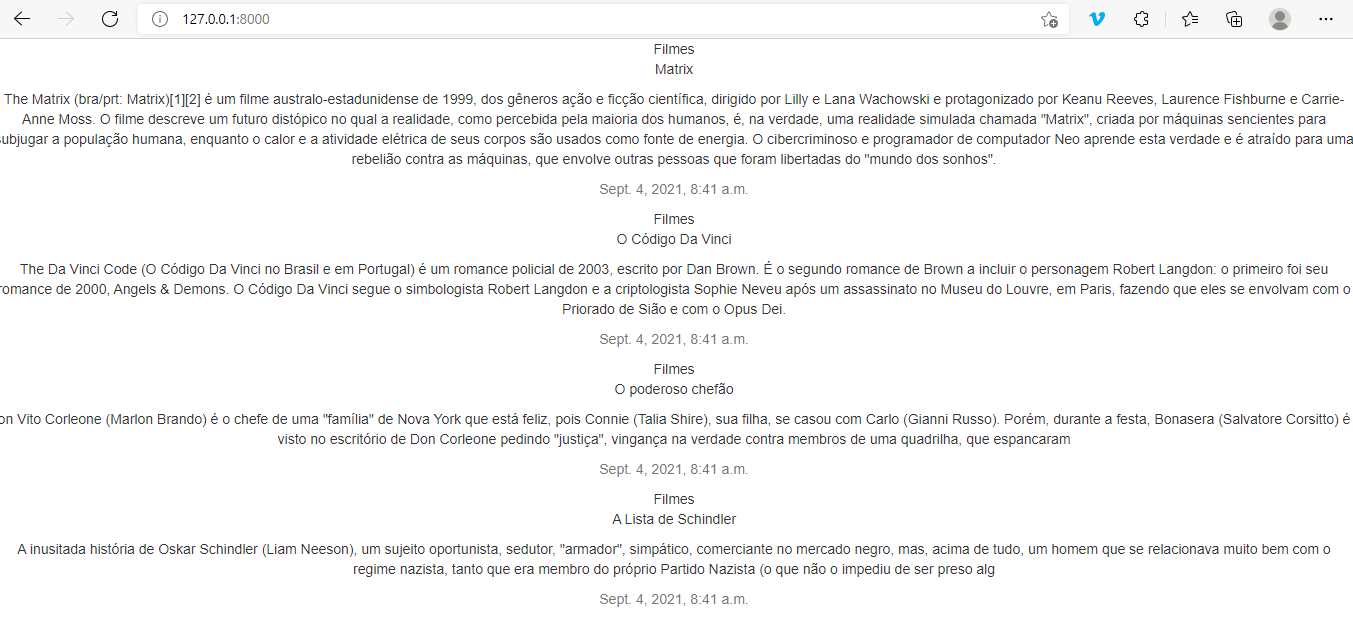 127.0.0.1:8000
Filmes
Matrix
The Matrix (bra/prt: Matrix)[1][2] é um filme australo-estadunidense de 1999, dos gêneros ação e ficção científica, dirigido por Lilly e Lana Wachowski e protagonizado por Keanu Reeves, Laurence Fishburne e Carrie-
Anne Moss. O filme descreve um futuro distópico no qual a realidade, como percebida pela maioria dos humanos, é, na verdade, uma realidade simulada chamada "Matrix", criada por máquinas sencientes para
ubjugar a população humana, enquanto o calor e a atividade elétrica de seus corpos são usados como fonte de energia. O cibercriminoso e programador de computador Neo aprende esta verdade e é atraído para uma
rebelião contra as máquinas, que envolve outras pessoas que foram libertadas do "mundo dos sonhos".
Sept. 4, 2021, 8:41 a.m.
Filmes
O Código Da Vinci
The Da Vinci Code (O Código Da Vinci no Brasil e em Portugal) é um romance policial de 2003, escrito por Dan Brown. É o segundo romance de Brown a incluir o personagem Robert Langdon: o primeiro foi seu
romance de 2000, Angels & Demons. O Código Da Vinci segue o simbologista Robert Langdon e a criptologista Sophie Neveu após um assassinato no Museu do Louvre, em Paris, fazendo que eles se envolvam com o
Priorado de Sião e com o Opus Dei.
Sept. 4, 2021, 8:41 a.m.
Filmes
O poderoso chefão
on Vito Corleone (Marlon Brando) é o chefe de uma "família" de Nova York que está feliz, pois Connie (Talia Shire), sua filha, se casou com Carlo (Gianni Russo). Porém, durante a festa, Bonasera (Salvatore Corsitto) é
visto no escritório de Don Corleone pedindo "justiça", vingança na verdade contra membros de uma quadrilha, que espancaram
Sept. 4, 2021, 8:41 a.m.
Filmes
A Lista de Schindler
A inusitada história de Oskar Schindler (Liam Neeson), um sujeito oportunista, sedutor, "armador", simpático, comerciante no mercado negro, mas, acima de tudo, um homem que se relacionava muito bem com o
regime nazista, tanto que era membro do próprio Partido Nazista (o que não o impediu de ser preso alg
Sept. 4, 2021, 8:41 a.m.